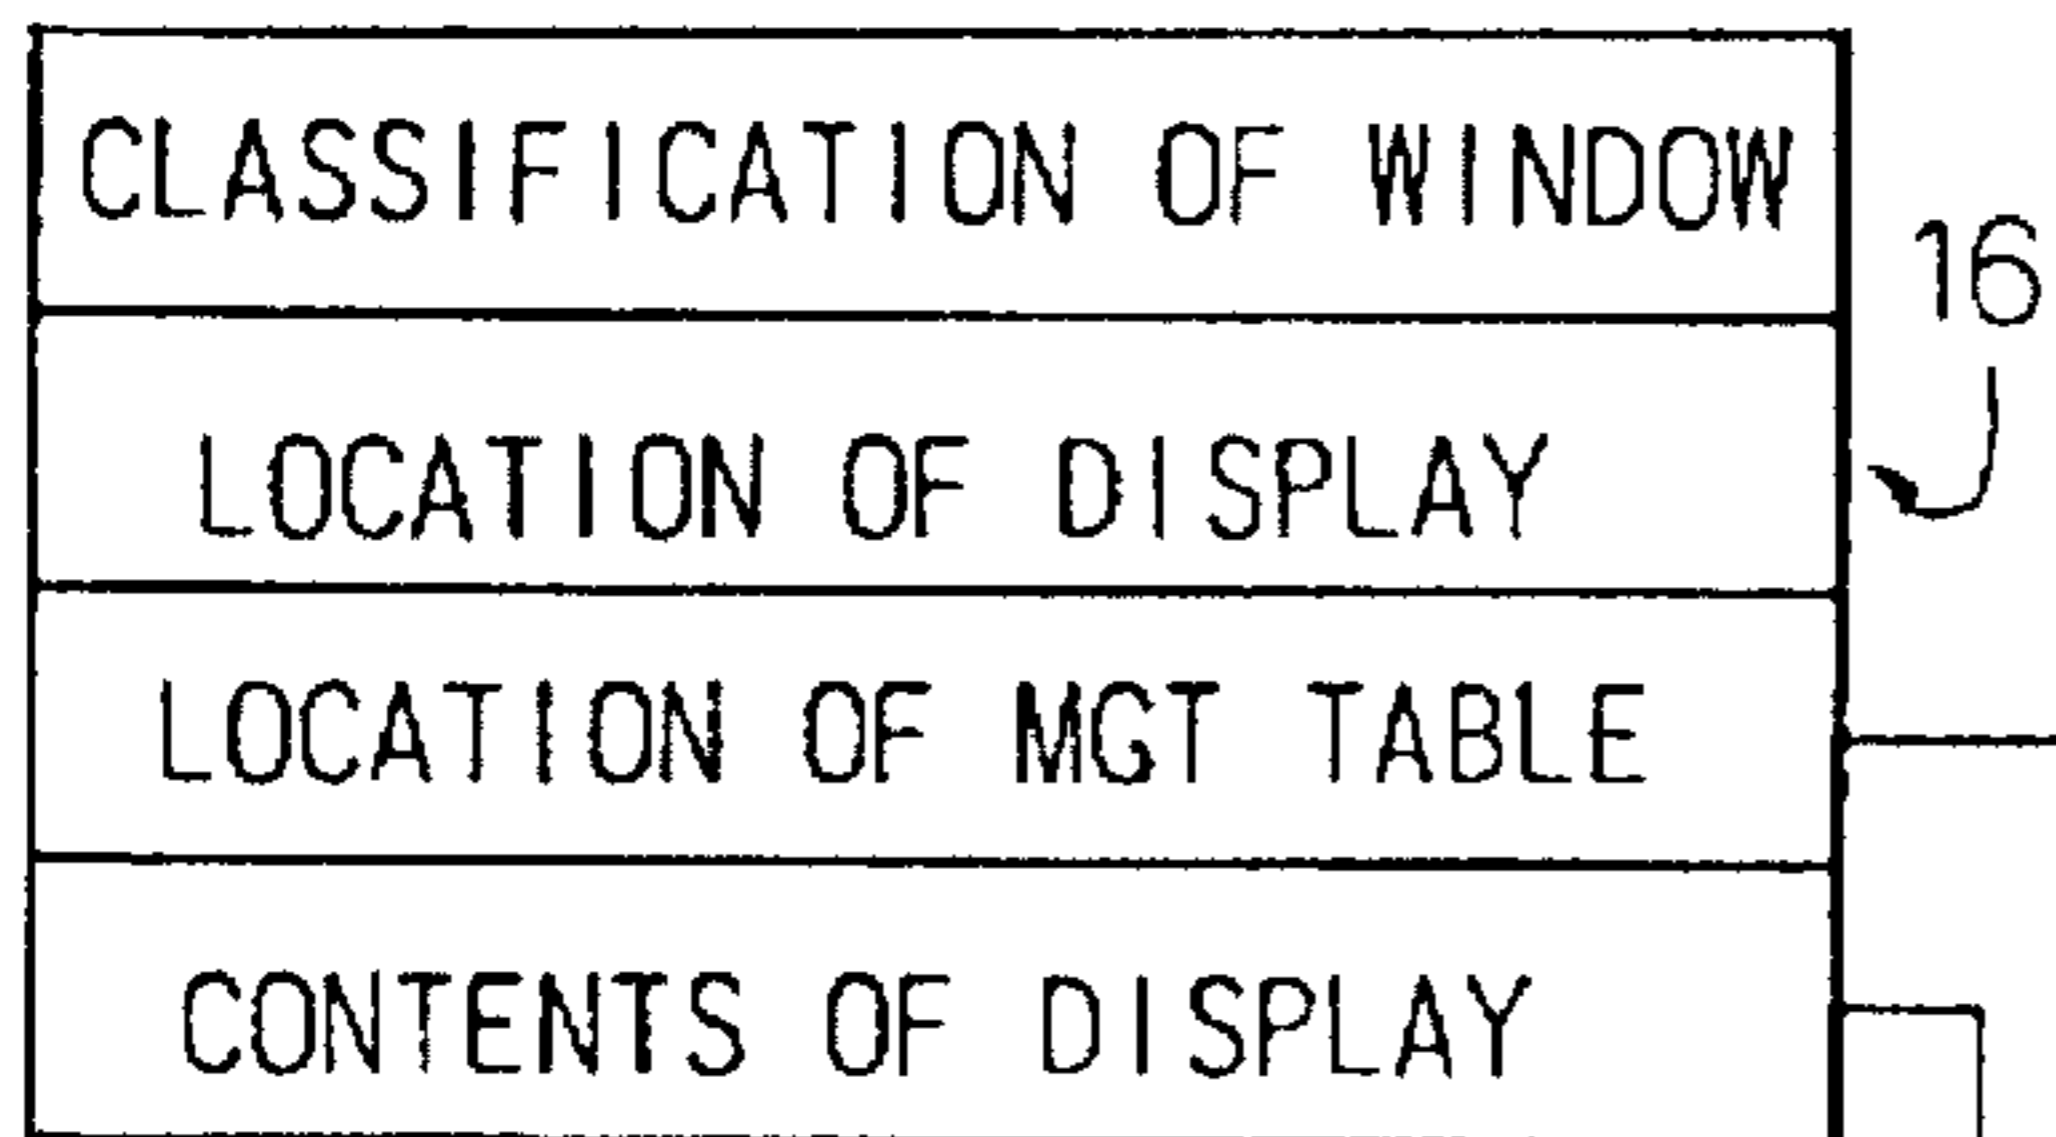 CLASSIFICATION OF WINDOW
16
LOCATION OF DISPLAY
LOCATION OF MGT TABLE
CONTENTS OF DISPLAY